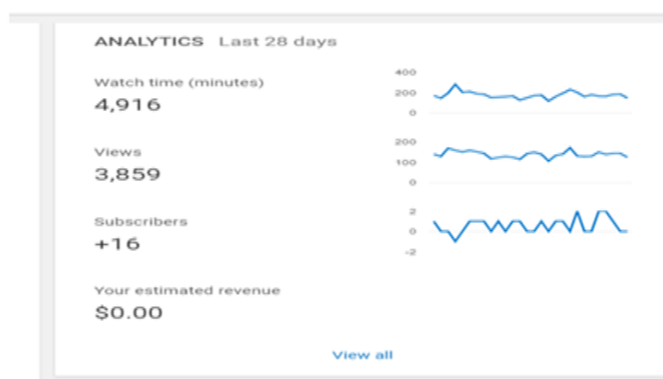 ANALYTICS Last 28 days
Watch time (minutes)
4,916
400
200
0
Views
3,859
200
100
0
Subscribers
+16
2
0
-2
Your estimated revenue
$0.00
View all